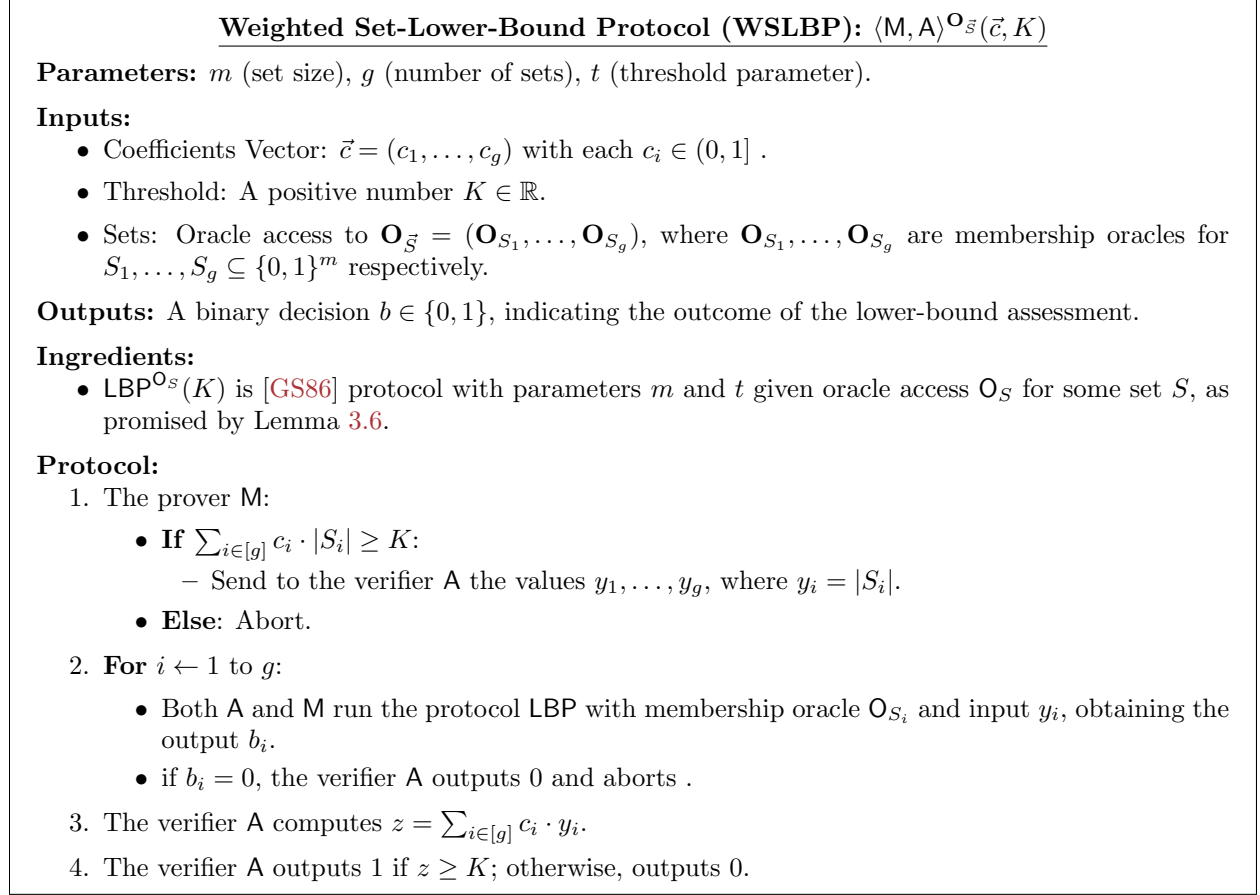 Weighted Set-Lower-Bound Protocol (WSLBP): ⟨M, A⟩^{O_{\vec{S}}}(\vec{c}, K)
Parameters: m (set size), g (number of sets), t (threshold parameter).
Inputs:
• Coefficients Vector: \vec{c} = (c_1, . . . , c_g) with each c_i ∈ (0, 1] .
• Threshold: A positive number K ∈ ℝ.
• Sets: Oracle access to O_{\vec{S}} = (O_{S_1}, . . . , O_{S_g}), where O_{S_1}, . . . , O_{S_g} are membership oracles for
S_1, . . . , S_g ⊆ {0, 1}^m respectively.
Outputs: A binary decision b ∈ {0, 1}, indicating the outcome of the lower-bound assessment.
Ingredients:
• LBP^{O_S}(K) is [GS86] protocol with parameters m and t given oracle access O_S for some set S, as
promised by Lemma 3.6.
Protocol:
1. The prover M:
• If ∑_{i∈[g]} c_i · |S_i| ≥ K:
– Send to the verifier A the values y_1, . . . , y_g, where y_i = |S_i|.
• Else: Abort.
2. For i ← 1 to g:
• Both A and M run the protocol LBP with membership oracle O_{S_i} and input y_i, obtaining the
output b_i.
• if b_i = 0, the verifier A outputs 0 and aborts .
3. The verifier A computes z = ∑_{i∈[g]} c_i · y_i.
4. The verifier A outputs 1 if z ≥ K; otherwise, outputs 0.